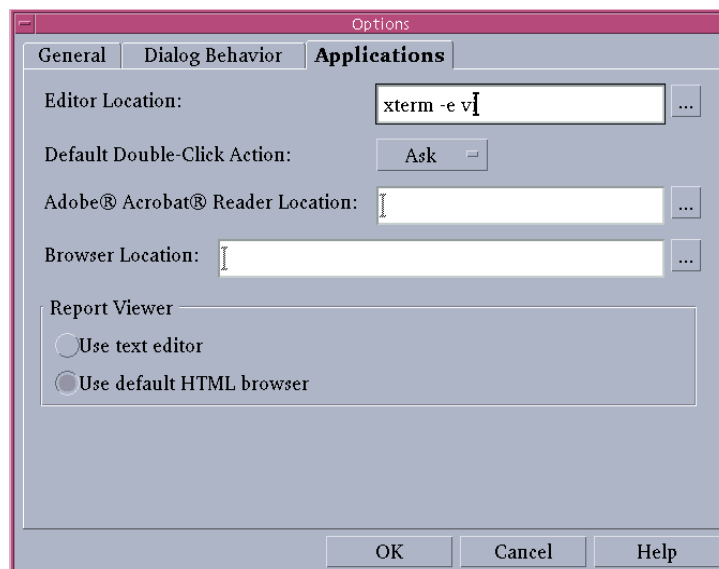 Options
General Dialog Behavior Applications
Editor Location: xterm -e vi ...
Default Double-Click Action: Ask
Adobe® Acrobat® Reader Location: ...
Browser Location: ...
Report Viewer
Use text editor
Use default HTML browser
OK Cancel Help